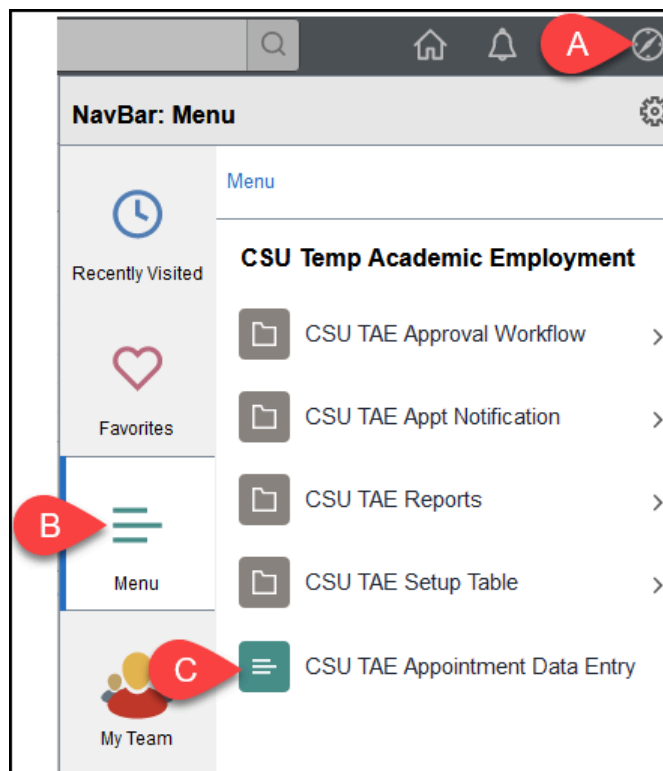 A
NavBar: Menu
Recently Visited
Favorites
B
Menu
My Team
Menu
CSU Temp Academic Employment
CSU TAE Approval Workflow
CSU TAE Appt Notification
CSU TAE Reports
CSU TAE Setup Table
C
CSU TAE Appointment Data Entry